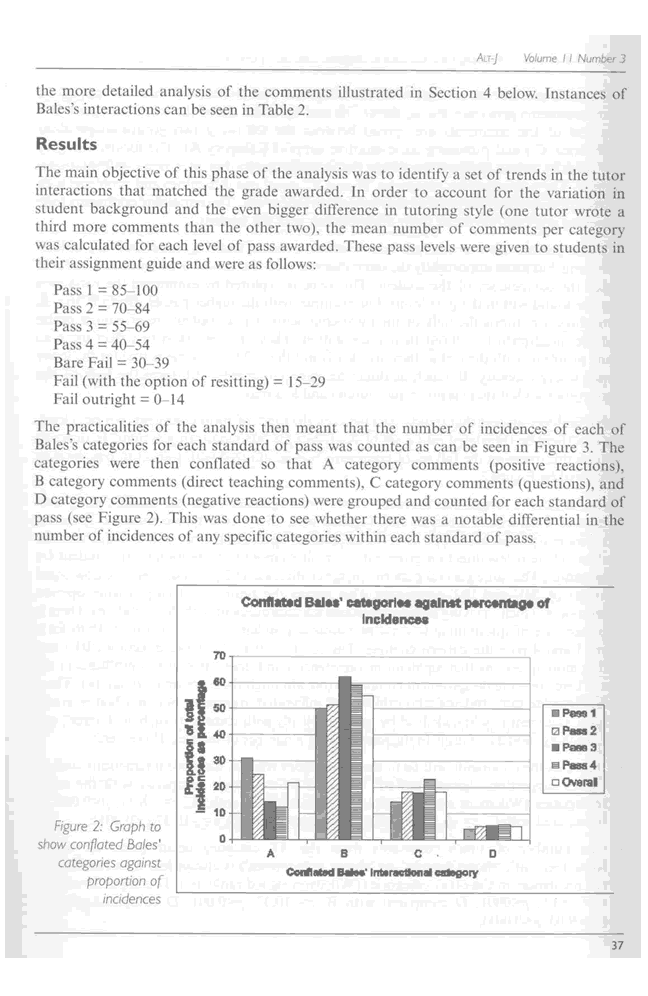 ALT-J Volume 11 Number 3
the more detailed analysis of the comments illustrated in Section 4 below. Instances of
Bales's interactions can be seen in Table 2.
Results
The main objective of this phase of the analysis was to identify a set of trends in the tutor
interactions that matched the grade awarded. In order to account for the variation in
student background and the even bigger difference in tutoring style (one tutor wrote a
third more comments than the other two), the mean number of comments per category
was calculated for each level of pass awarded. These pass levels were given to students in
their assignment guide and were as follows:
Pass 1 = 85–100
Pass 2 = 70–84
Pass 3 = 55–69
Pass 4 = 40–54
Bare Fail = 30–39
Fail (with the option of resitting) = 15–29
Fail outright = 0–14
The practicalities of the analysis then meant that the number of incidences of each of
Bales's categories for each standard of pass was counted as can be seen in Figure 3. The
categories were then conflated so that A category comments (positive reactions),
B category comments (direct teaching comments), C category comments (questions), and
D category comments (negative reactions) were grouped and counted for each standard of
pass (see Figure 2). This was done to see whether there was a notable differential in the
number of incidences of any specific categories within each standard of pass.
Conflated Bales' categories against percentage of
incidences
Proportion of total
incidences as percentage
70
60
50
40
30
20
10
0
A B C D
Conflated Bales' interactional category
Pass 1
Pass 2
Pass 3
Pass 4
Overall
Figure 2: Graph to
show conflated Bales'
categories against
proportion of
incidences
37